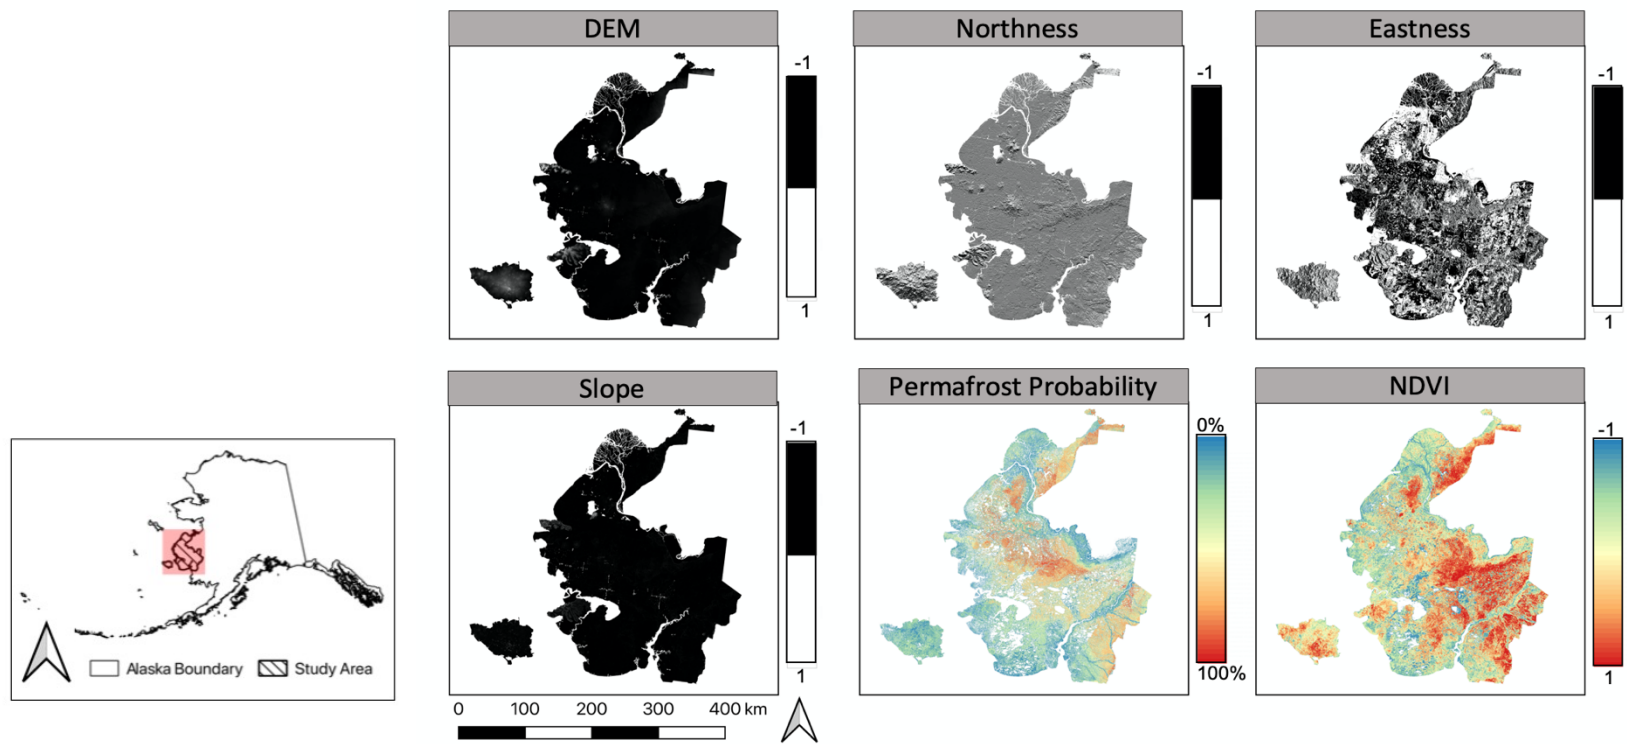 DEM
Northness
Eastness
-1
1
-1
1
-1
1
Slope
Permafrost Probability
NDVI
-1
1
0%
100%
-1
1
Alaska Boundary
Study Area
0 100 200 300 400 km